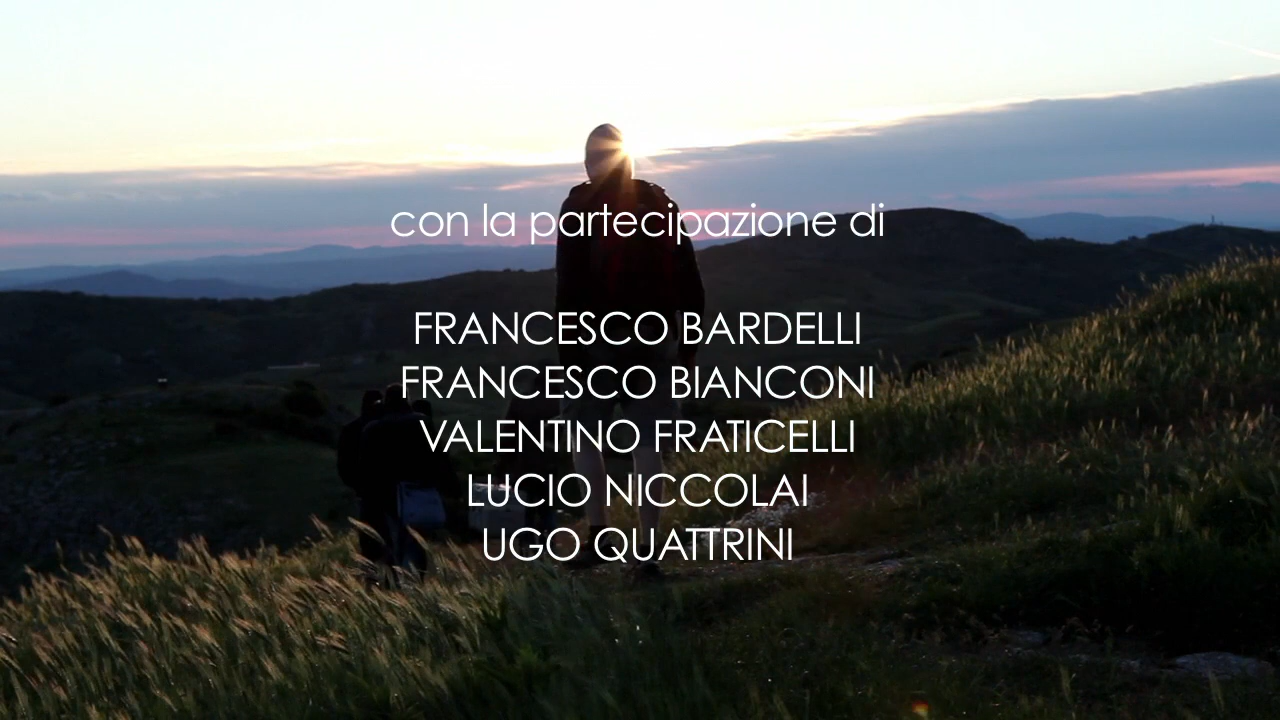 con la partecipazione di
FRANCESCO BARDELLI
FRANCESCO BIANCONI
VALENTINO FRATICELLI
LUCIO NICCOLAI
UGO QUATTRINI